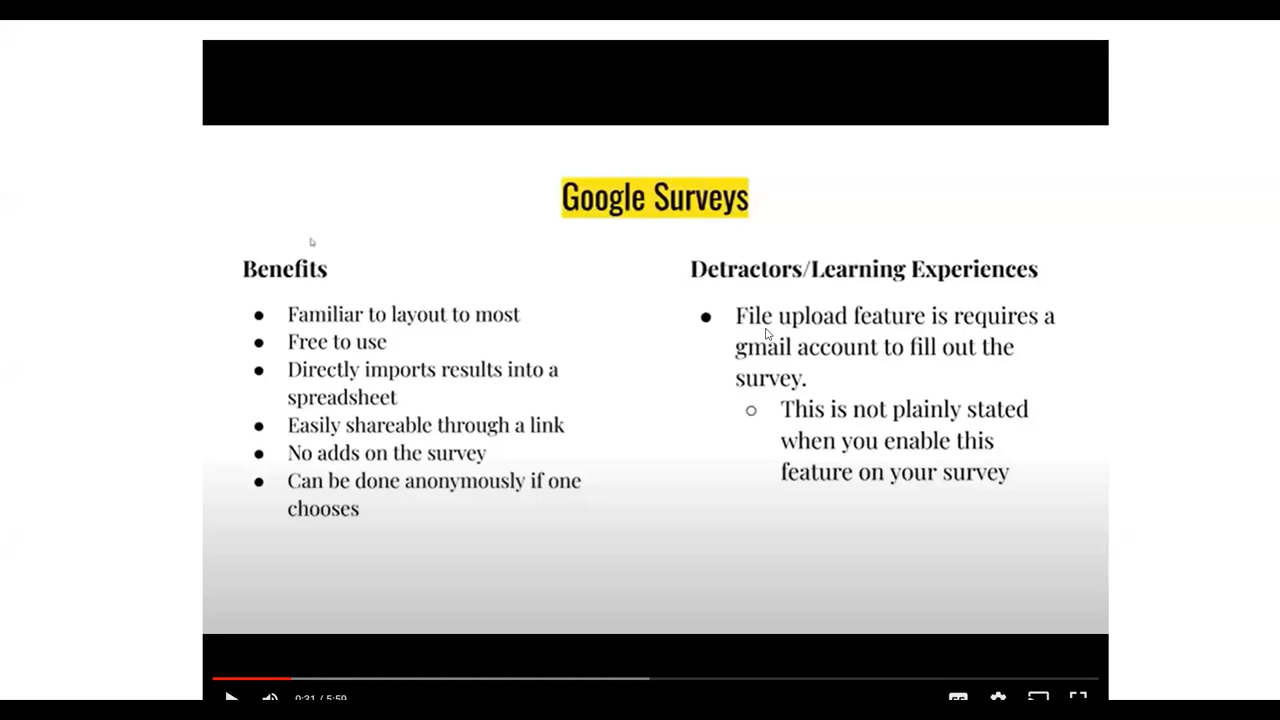 Google Surveys
Benefits
● Familiar to layout to most
● Free to use
● Directly imports results into a
spreadsheet
● Easily shareable through a link
● No adds on the survey
● Can be done anonymously if one
chooses
Detractors/Learning Experiences
● File upload feature is requires a
gmail account to fill out the
survey.
○ This is not plainly stated
when you enable this
feature on your survey
0:31 / 5:59
CC